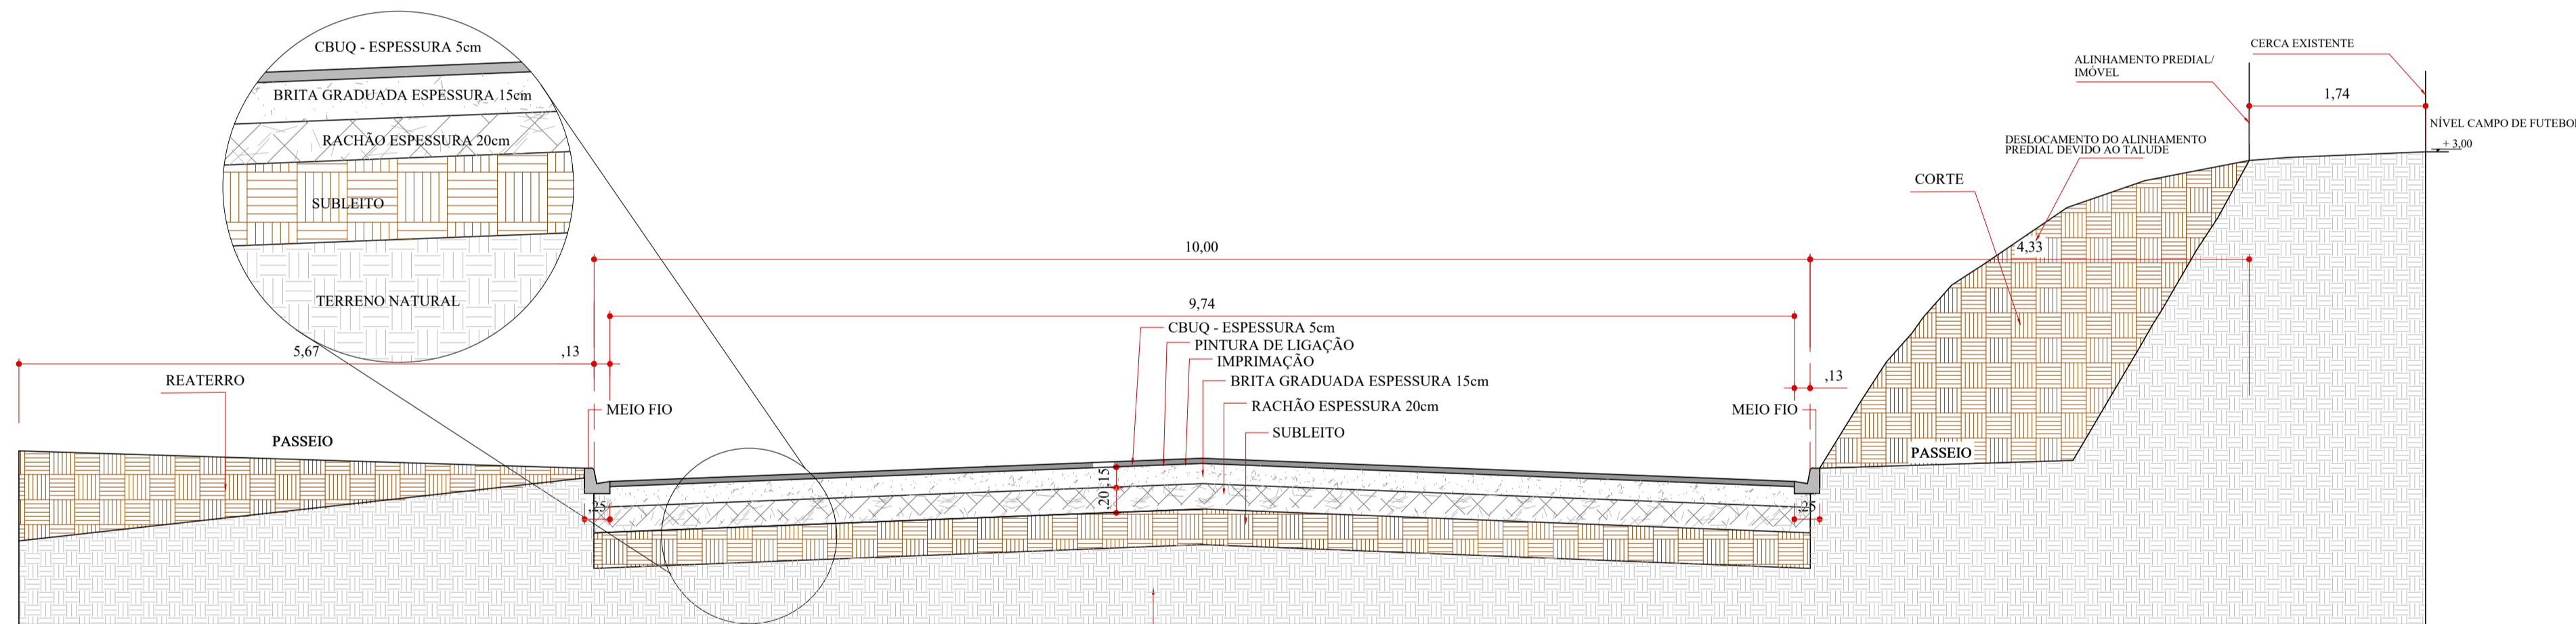 CBUQ - ESPESSURA 5cm
BRITA GRADUADA ESPESSURA 15cm
RACHÃO ESPESSURA 20cm
SUBLEITO
TERRENO NATURAL
CERCA EXISTENTE
ALINHAMENTO PREDIAL/
IMÓVEL
1,74
NÍVEL CAMPO DE FUTEBOL
+ 3,00
DESLOCAMENTO DO ALINHAMENTO
PREDIAL DEVIDO AO TALUDE
CORTE
10,00
4,33
9,74
5,67
,13
CBUQ - ESPESSURA 5cm
PINTURA DE LIGAÇÃO
IMPRIMAÇÃO
BRITA GRADUADA ESPESSURA 15cm
RACHÃO ESPESSURA 20cm
SUBLEITO
,13
REATERRO
MEIO FIO
MEIO FIO
PASSEIO
PASSEIO
,15
,20
,25
,25